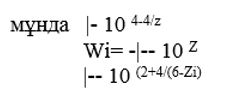 мұнда |- 10 4-4/z
Wi= -|-- 10 Z
|-- 10 (2+4/(6-Zi)